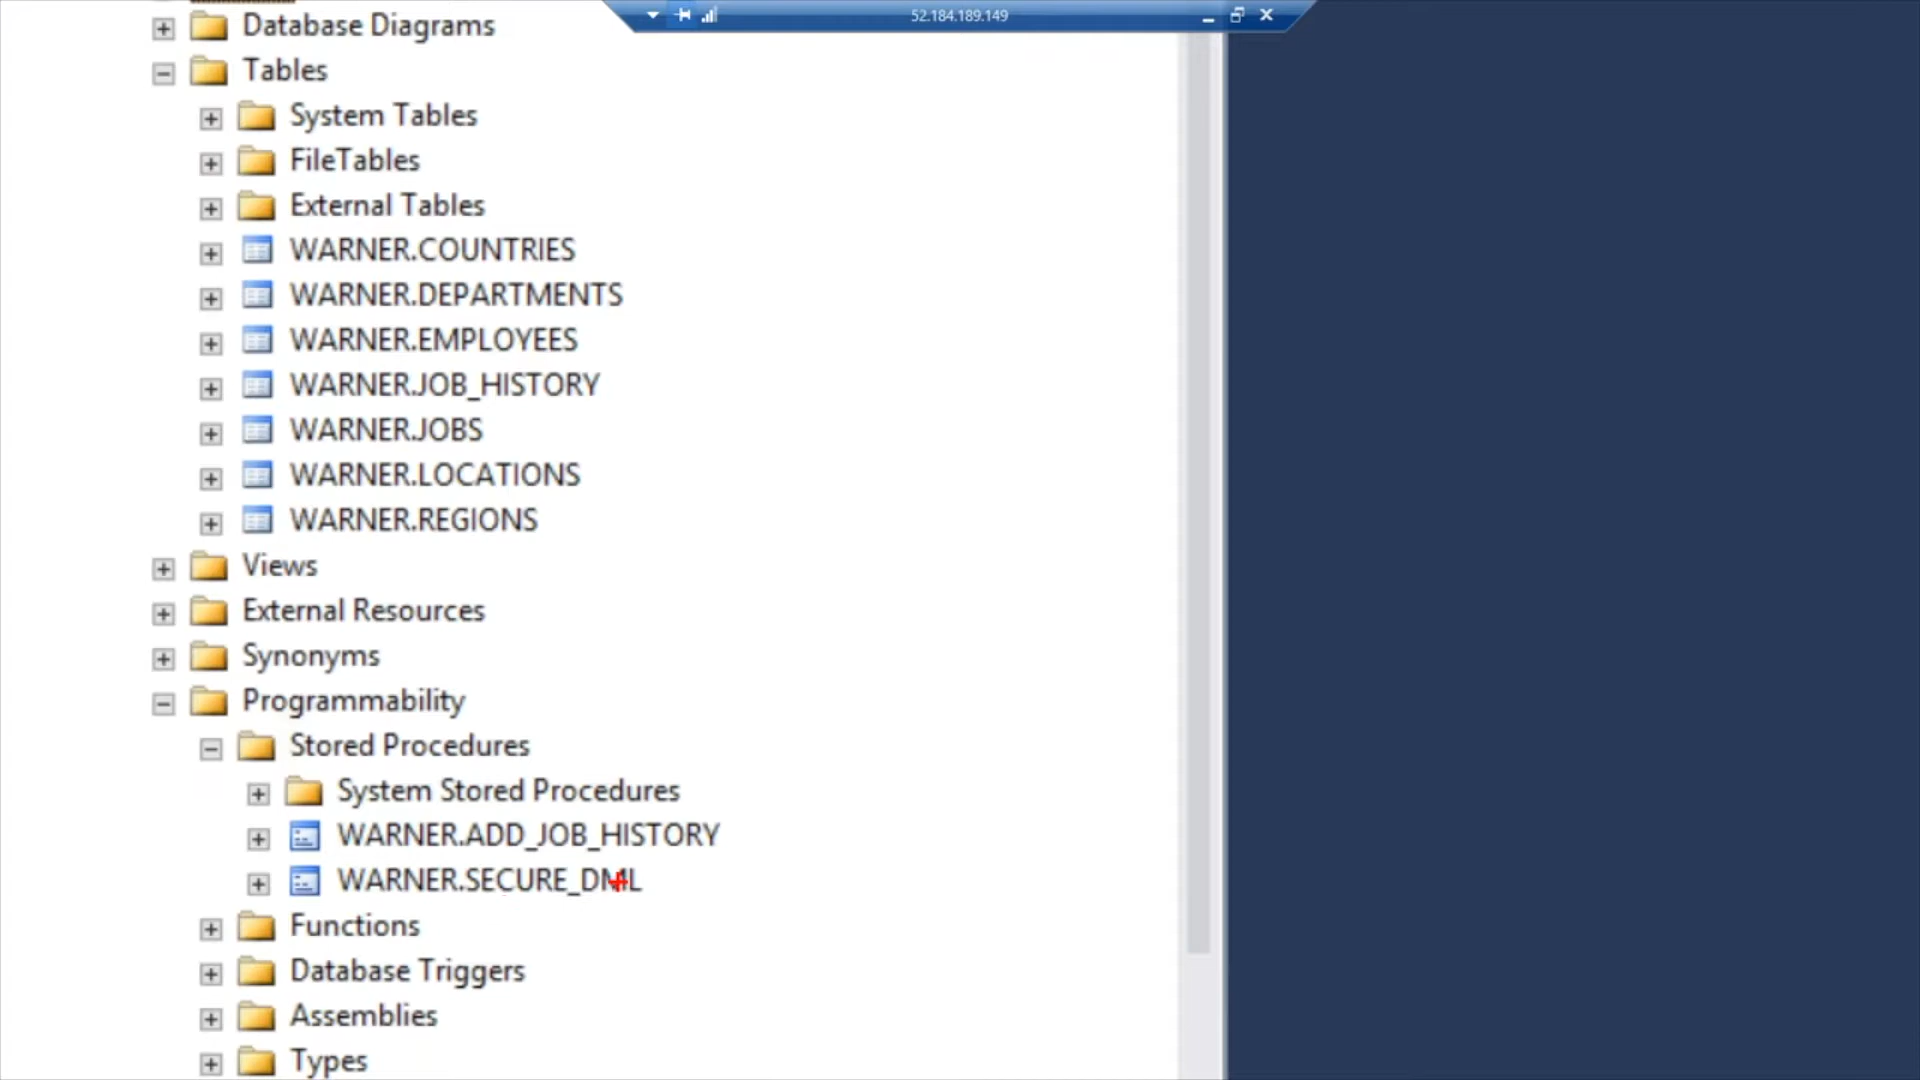 52.184.189.149
Database Diagrams
Tables
System Tables
FileTables
External Tables
WARNER.COUNTRIES
WARNER.DEPARTMENTS
WARNER.EMPLOYEES
WARNER.JOB_HISTORY
WARNER.JOBS
WARNER.LOCATIONS
WARNER.REGIONS
Views
External Resources
Synonyms
Programmability
Stored Procedures
System Stored Procedures
WARNER.ADD_JOB_HISTORY
WARNER.SECURE_DML
Functions
Database Triggers
Assemblies
Types